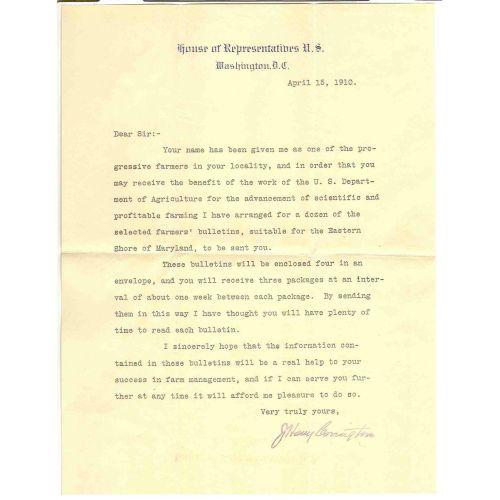 House of Representatives U.S.
Washington, D.C.
April 15, 1910.
Dear Sir:-
Your name has been given me as one of the pro-
gressive farmers in your locality, and in order that you
may receive the benefit of the work of the U. S. Depart-
ment of Agriculture for the advancement of scientific and
profitable farming I have arranged for a dozen of the
selected farmers' bulletins, suitable for the Eastern
Shore of Maryland, to be sent you.
These bulletins will be enclosed four in an
envelope, and you will receive three packages at an inter-
val of about one week between each package. By sending
them in this way I have thought you will have plenty of
time to read each bulletin.
I sincerely hope that the information con-
tained in these bulletins will be a real help to your
success in farm management, and if I can serve you fur-
ther at any time it will afford me pleasure to do so.
Very truly yours,
J Harry Covington